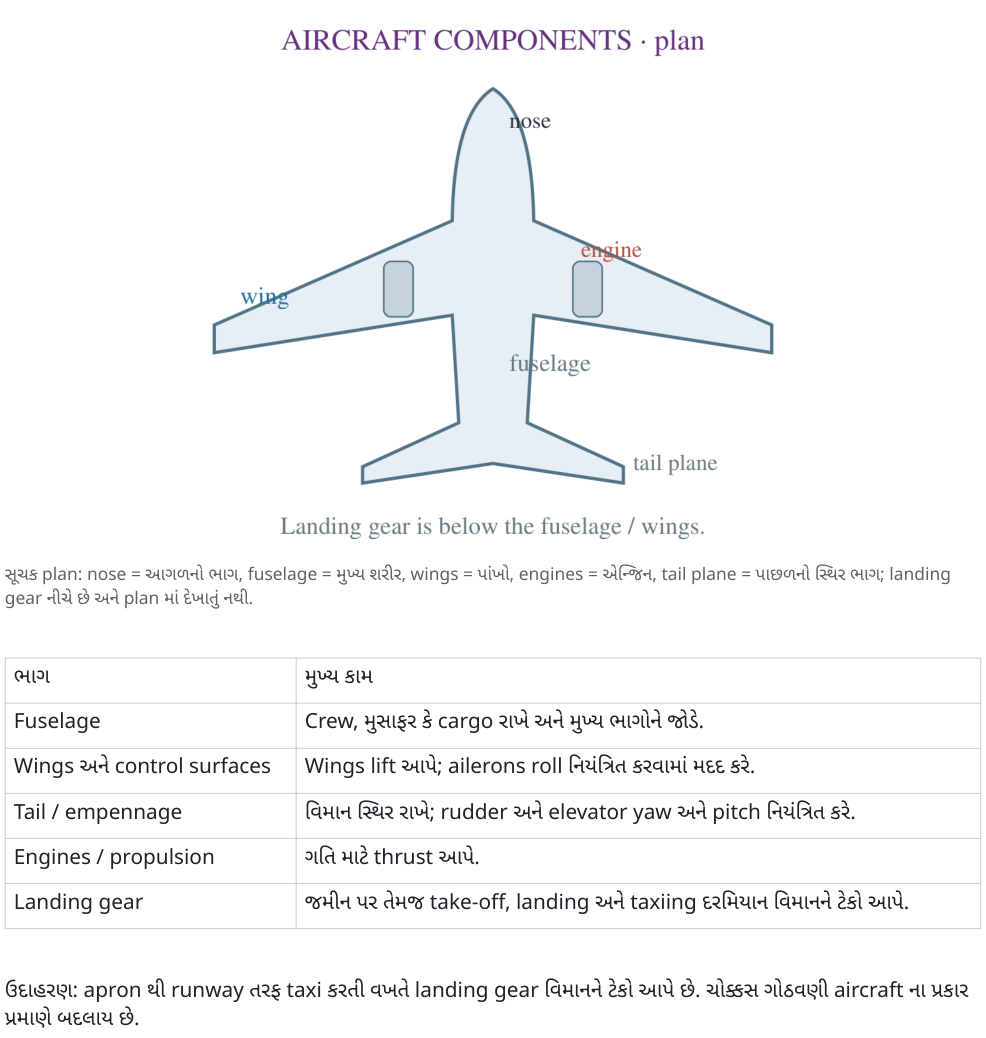 AIRCRAFT COMPONENTS · plan
nose
engine
wing
fuselage
tail plane
Landing gear is below the fuselage / wings.
સૂચક plan: nose = આગળનો ભાગ, fuselage = મુખ્ય શરીર, wings = પાંખો, engines = એન્જિન, tail plane = પાછળનો સ્થિર ભાગ; landing
gear નીચે છે અને plan માં દેખાતું નથી.
ભાગ મુખ્ય કામ
Fuselage Crew, મુસાફર કે cargo રાખે અને મુખ્ય ભાગોને જોડે.
Wings અને control surfaces Wings lift આપે; ailerons roll નિયંત્રિત કરવામાં મદદ કરે.
Tail / empennage વિમાન સ્થિર રાખે; rudder અને elevator yaw અને pitch નિયંત્રિત કરે.
Engines / propulsion ગતિ માટે thrust આપે.
Landing gear જમીન પર તેમજ take-off, landing અને taxiing દરમિયાન વિમાનને ટેકો આપે.
ઉદાહરણ: apron થી runway તરફ taxi કરતી વખતે landing gear વિમાનને ટેકો આપે છે. ચોક્કસ ગોઠવણી aircraft ના પ્રકાર
પ્રમાણે બદલાય છે.